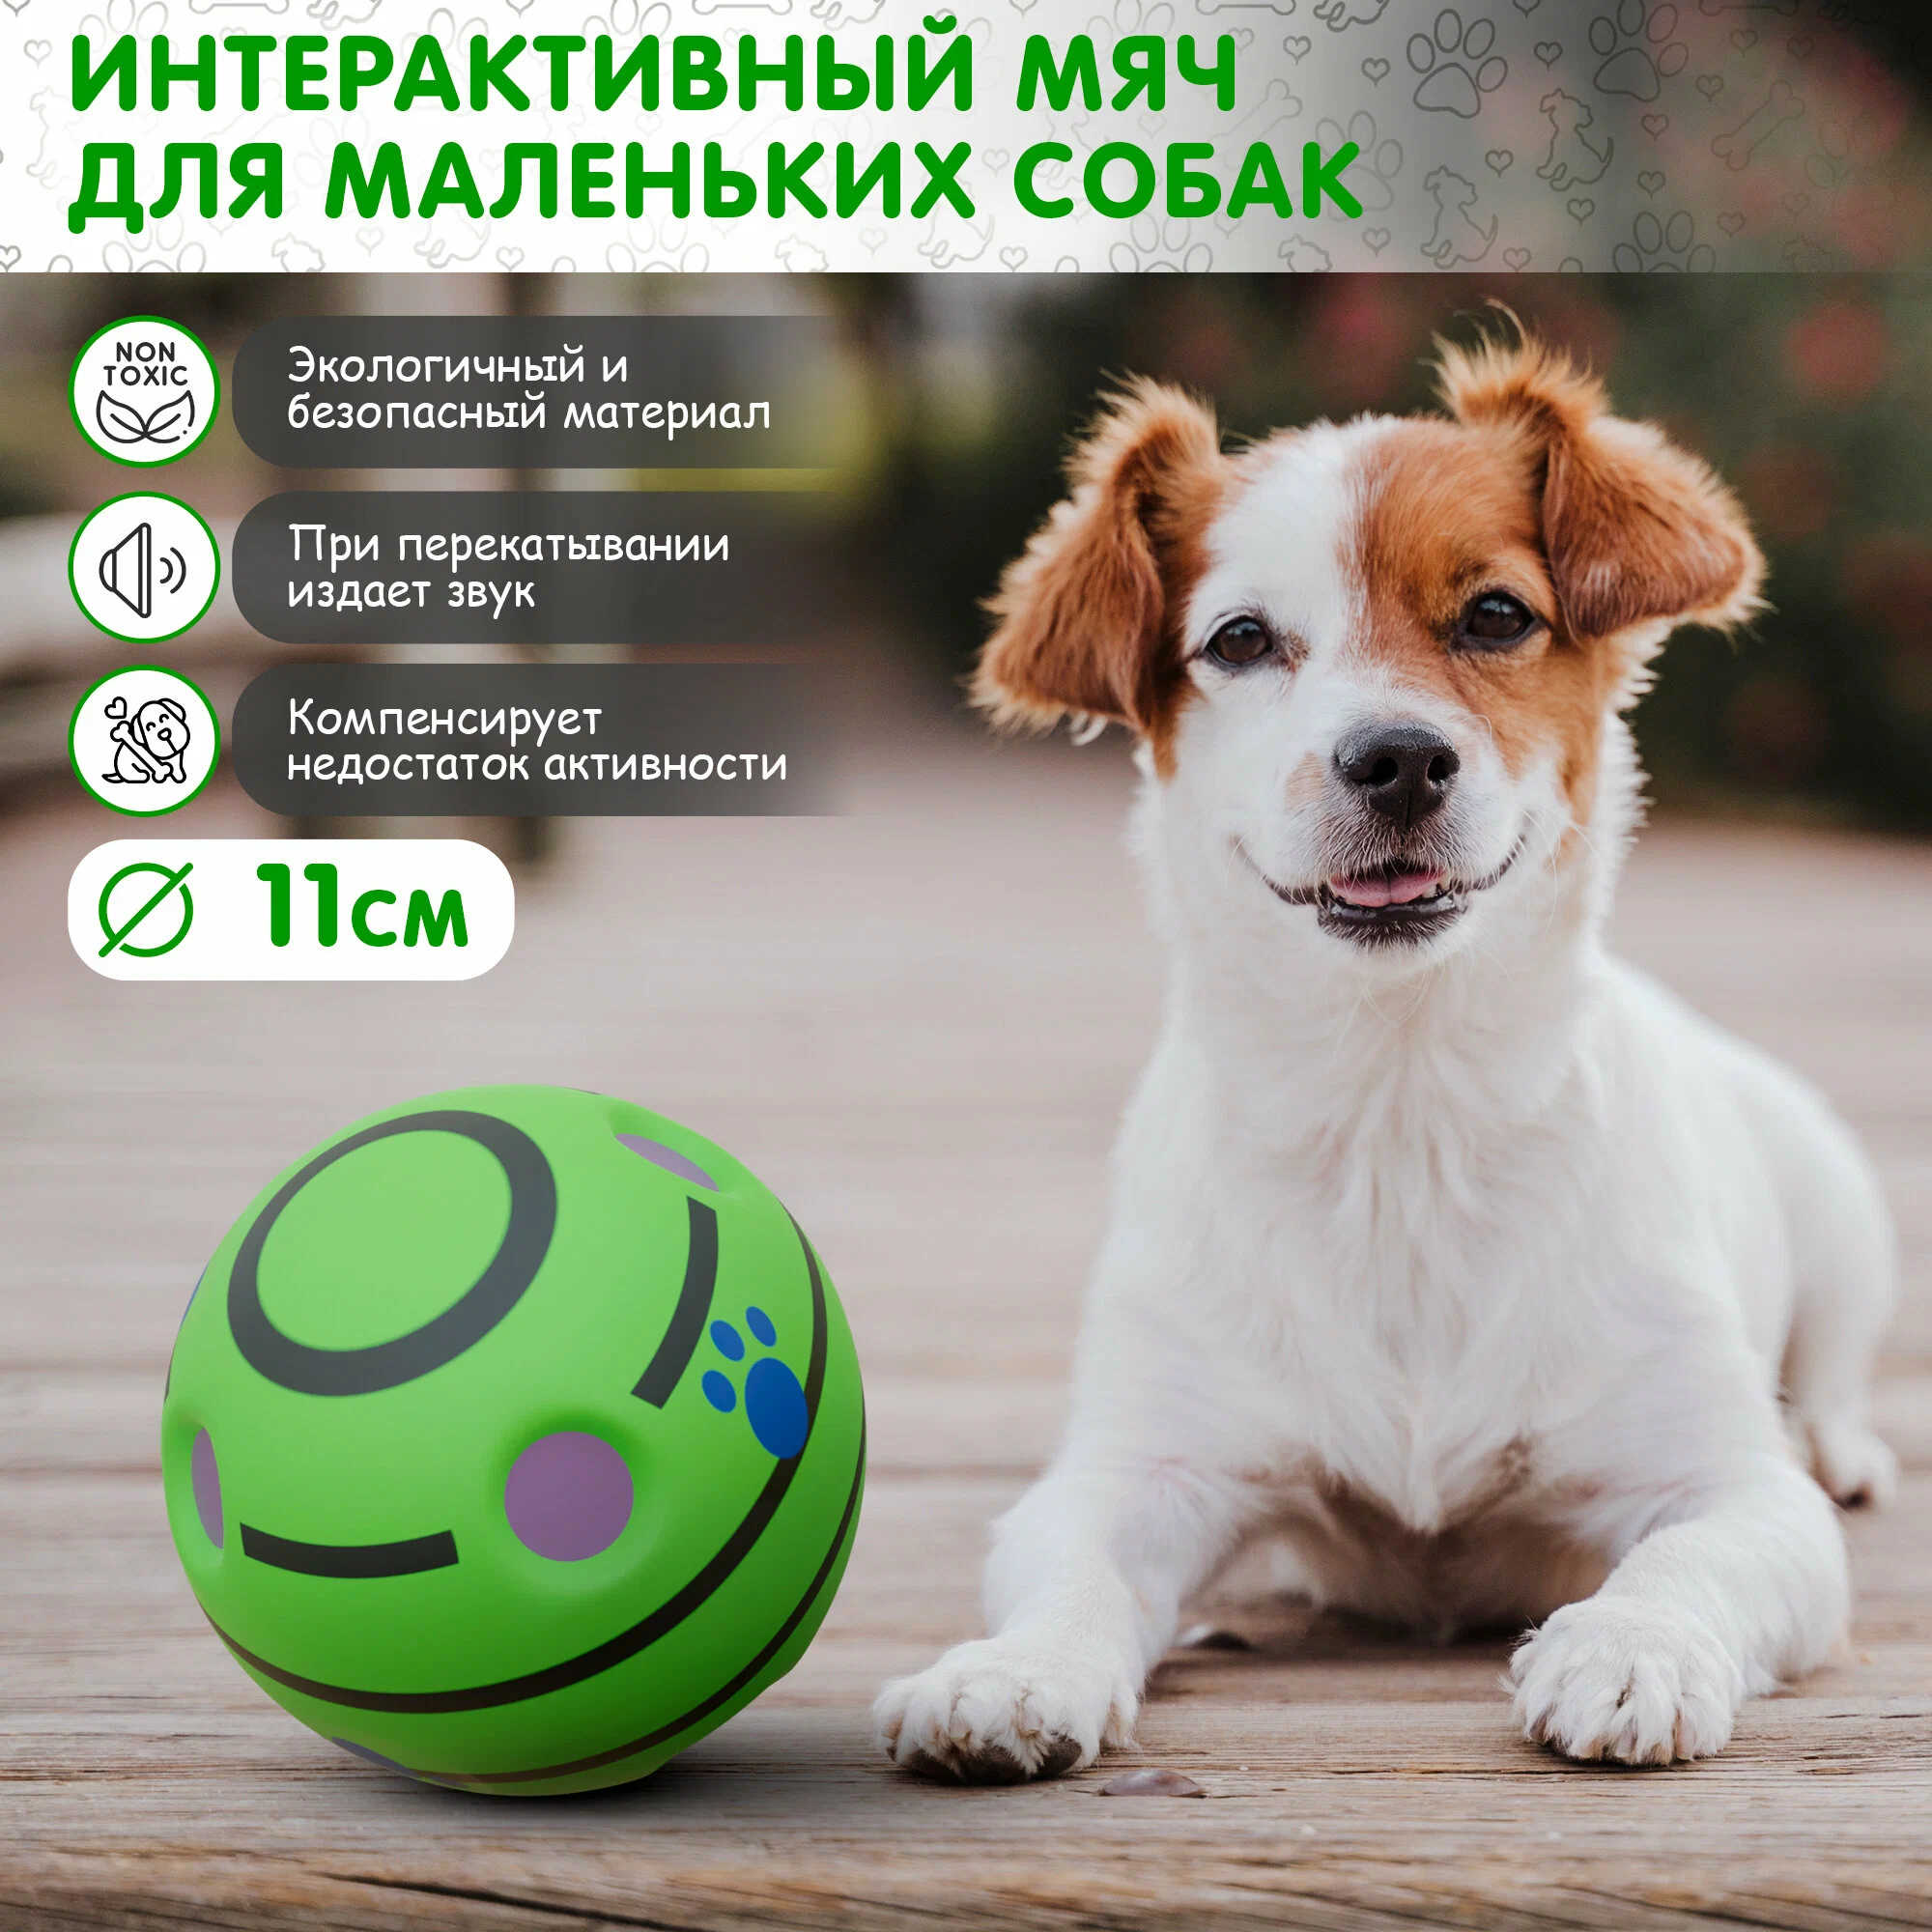 ИНТЕРАКТИВНЫЙ МЯЧ
ДЛЯ МАЛЕНЬКИХ СОБАК
NON
TOXIC
Экологичный и
безопасный материал
При перекатывании
издает звук
Компенсирует
недостаток активности
11см